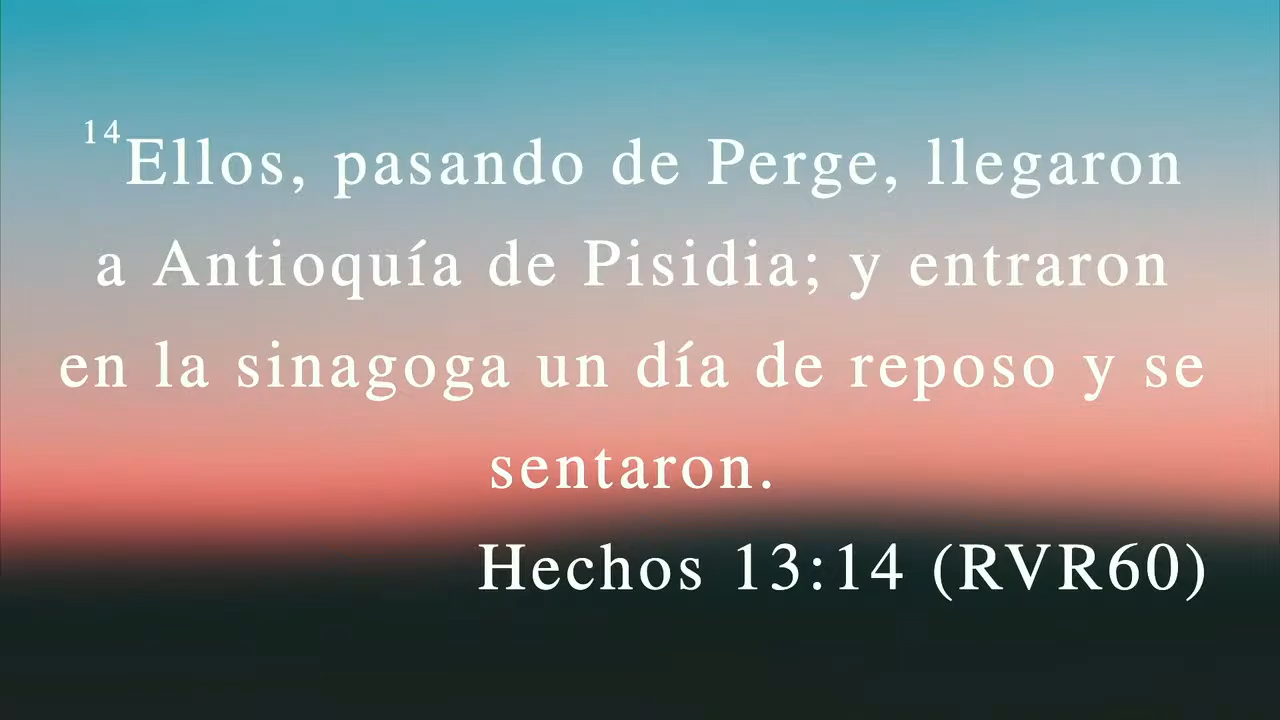 14Ellos, pasando de Perge, llegaron
a Antioquía de Pisidia; y entraron
en la sinagoga un día de reposo y se
sentaron.
Hechos 13:14 (RVR60)